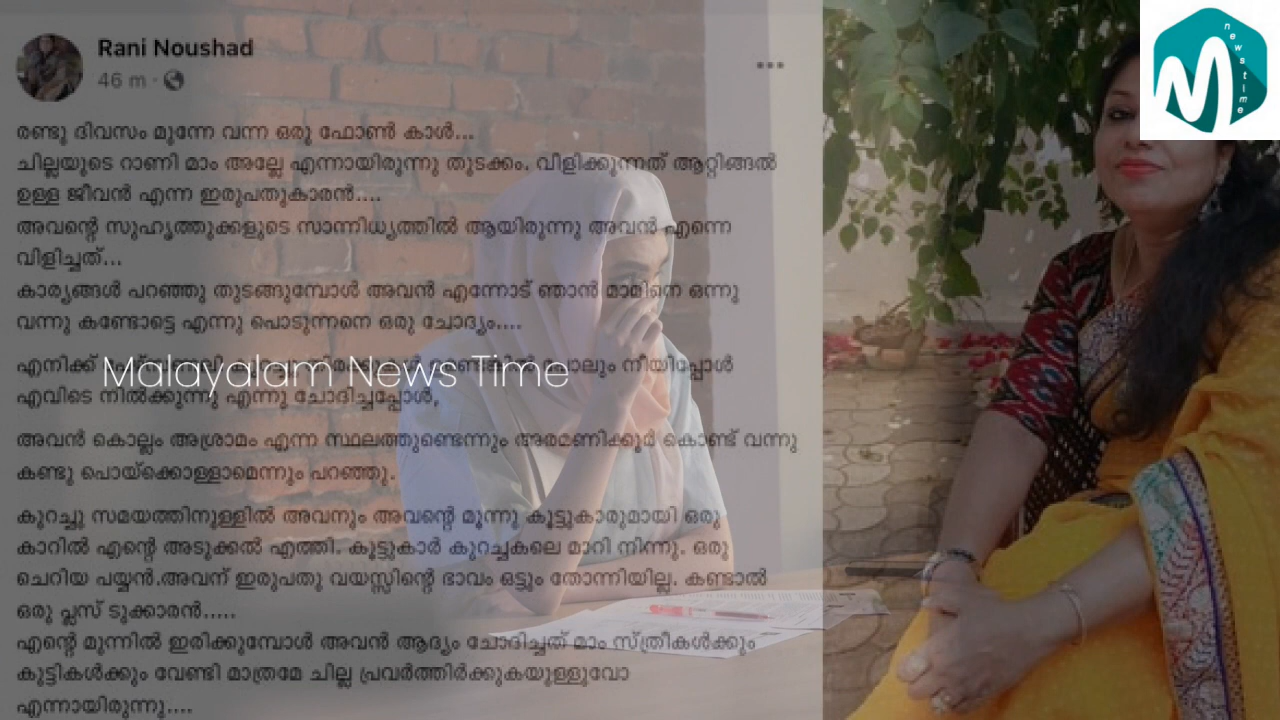 Rani Noushad
46 m ·
രണ്ടു ദിവസം മുന്നേ വന്ന ഒരു ഫോൺ കാൾ...
ചില്ലയുടെ റാണി മാം അല്ലേ എന്നായിരുന്നു തുടക്കം. വിളിക്കുന്നത് ആറ്റിങ്ങൽ
ഉള്ള ജീവൻ എന്ന ഇരുപതുകാരൻ....
അവന്റെ സുഹൃത്തുക്കളുടെ സാന്നിധ്യത്തിൽ ആയിരുന്നു അവൻ എന്നെ
വിളിച്ചത്...
കാര്യങ്ങൾ പറഞ്ഞു തുടങ്ങുമ്പോൾ അവൻ എന്നോട് ഞാൻ മാമിനെ ഒന്നു
വന്നു കണ്ടോട്ടെ എന്നു പൊടുന്നനെ ഒരു ചോദ്യം....
എനിക്ക് പോലും നീയിപ്പോൾ
Malayalam News Time
എവിടെ നിൽക്കുന്നു എന്നു ചോദിച്ചപ്പോൾ,
അവൻ കൊല്ലം അശ്രാമം എന്ന സ്ഥലത്തുണ്ടെന്നും അരമണിക്കൂർ കൊണ്ട് വന്നു
കണ്ടു പൊയ്ക്കൊള്ളാമെന്നും പറഞ്ഞു.
കുറച്ചു സമയത്തിനുള്ളിൽ അവനും അവന്റെ മൂന്നു കൂട്ടുകാരുമായി ഒരു
കാറിൽ എന്റെ അടുക്കൽ എത്തി. കൂട്ടുകാർ കുറച്ചകലെ മാറി നിന്നു. ഒരു
ചെറിയ പയ്യൻ.അവന് ഇരുപതു വയസ്സിന്റെ ഭാവം ഒട്ടും തോന്നിയില്ല. കണ്ടാൽ
ഒരു പ്ലസ് ടൂക്കാരൻ.....
എന്റെ മുന്നിൽ ഇരിക്കുമ്പോൾ അവൻ ആദ്യം ചോദിച്ചത് മാം സ്ത്രീകൾക്കും
കുട്ടികൾക്കും വേണ്ടി മാത്രമേ ചില്ല പ്രവർത്തിർക്കുകയുള്ളുവോ
എന്നായിരുന്നു....
M newstime